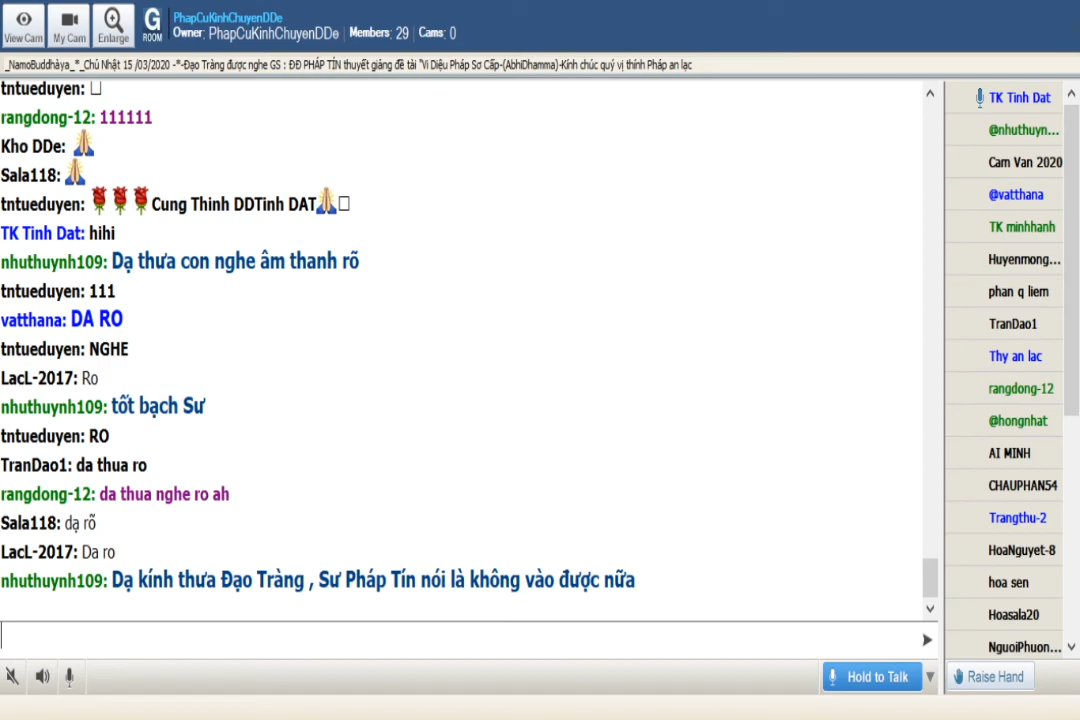 View Cam
My Cam
Enlarge
G
ROOM
PhapCuKinhChuyenDDe
Owner: PhapCuKinhChuyenDDe | Members: 29 | Cams: 0
_NamoBuddhàya_*_Chủ Nhật 15 /03/2020 -*-Đạo Tràng được nghe GS : ĐĐ PHÁP TÍN thuyết giảng đề tài "Vi Diệu Pháp Sơ Cấp-(AbhiDhamma)-Kính chúc quý vị thính Pháp an lạc
tntueduyen:
rangdong-12: 111111
Kho DDe: 🙏
Sala118: 🙏
tntueduyen: 🌹🌹🌹Cung Thinh DDTinh DAT🙏
TK Tinh Dat: hihi
nhuthuynh109: Dạ thưa con nghe âm thanh rõ
tntueduyen: 111
vatthana: DA RO
tntueduyen: NGHE
LacL-2017: Ro
nhuthuynh109: tốt bạch Sư
tntueduyen: RO
TranDao1: da thua ro
rangdong-12: da thua nghe ro ah
Sala118: dạ rõ
LacL-2017: Da ro
nhuthuynh109: Dạ kính thưa Đạo Tràng , Sư Pháp Tín nói là không vào được nữa
TK Tinh Dat
@nhuthuyn...
Cam Van 2020
@vatthana
TK minhhanh
Huyenmong...
phan q liem
TranDao1
Thy an lac
rangdong-12
@hongnhat
AI MINH
CHAUPHAN54
Trangthu-2
HoaNguyet-8
hoa sen
Hoasala20
NguoiPhuon...
Hold to Talk
Raise Hand